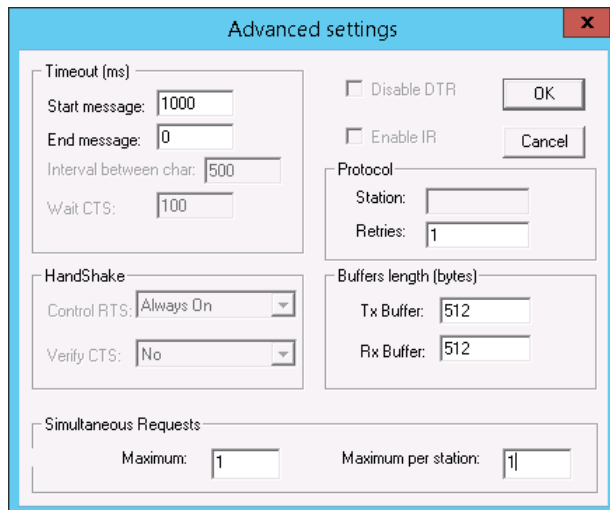 Advanced settings
x
Timeout (ms)
Start message: 1000
End message: 0
Interval between char: 500
Wait CTS: 100
Disable DTR
Enable IR
OK
Cancel
Protocol
Station:
Retries: 1
HandShake
Control RTS: Always On
Verify CTS: No
Buffers length (bytes)
Tx Buffer: 512
Rx Buffer: 512
Simultaneous Requests
Maximum: 1
Maximum per station: 1